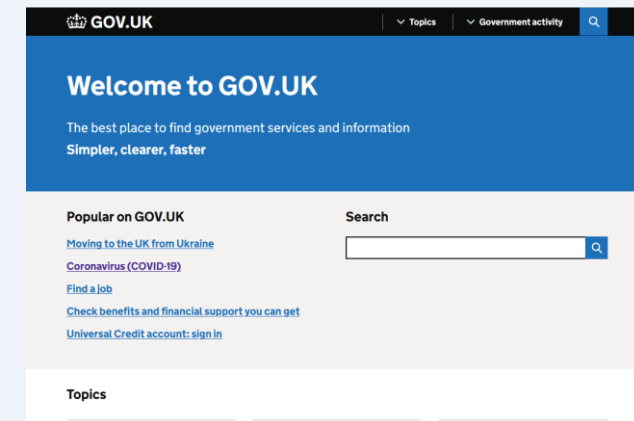 GOV.UK
Topics
Government activity
Welcome to GOV.UK
The best place to find government services and information
Simpler, clearer, faster
Popular on GOV.UK
Moving to the UK from Ukraine
Coronavirus (COVID-19)
Find a job
Check benefits and financial support you can get
Universal Credit account: sign in
Search
Topics